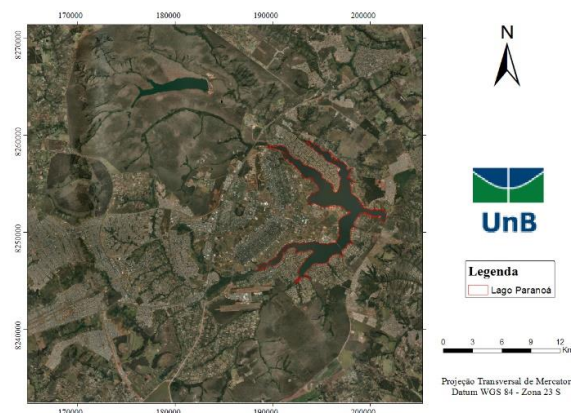 170000 180000 190000 200000
8270000
8260000
8250000
8240000
170000 180000 190000 200000
N
UnB
Legenda
Lago Paranoá
0 3 6 9 12
Km
Projeção Transversal de Mercator
Datum WGS 84 - Zona 23 S